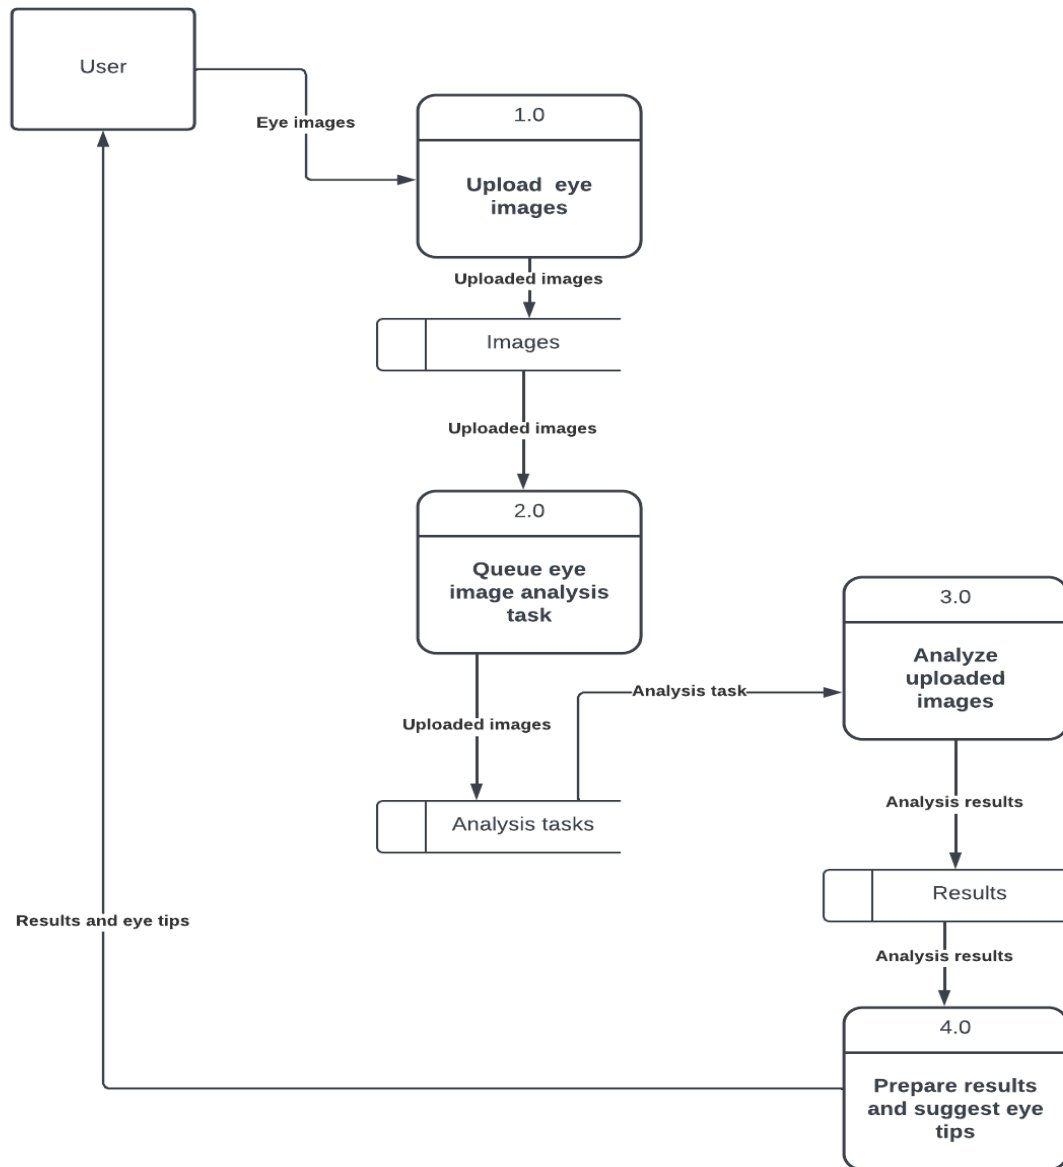 User
Eye images
1.0
Upload eye
images
Uploaded images
Images
Uploaded images
2.0
Queue eye
image analysis
task
Uploaded images
Analysis tasks
Analysis task
3.0
Analyze
uploaded
images
Analysis results
Results
Analysis results
4.0
Prepare results
and suggest eye
tips
Results and eye tips